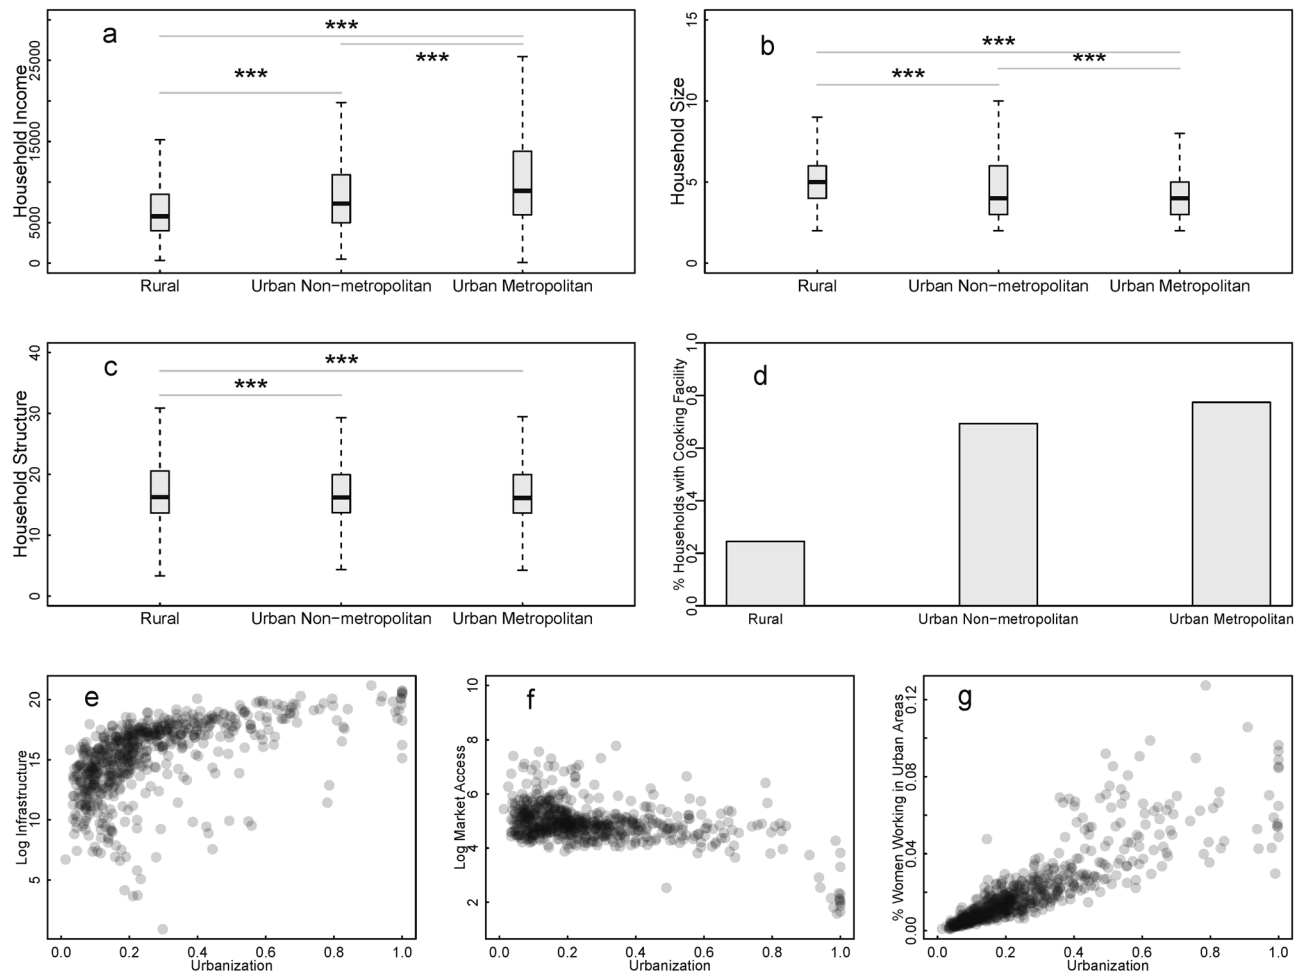 a
***
***
***
Household Income
0 5000 15000 25000
Rural Urban Non−metropolitan Urban Metropolitan
b
***
***
***
Household Size
0 5 10 15
Rural Urban Non−metropolitan Urban Metropolitan
c
***
***
Household Structure
0 10 20 30 40
Rural Urban Non−metropolitan Urban Metropolitan
d
% Households with Cooking Facility
0.0 0.2 0.4 0.6 0.8 1.0
Rural Urban Non−metropolitan Urban Metropolitan
e
Log Infrastructure
5 10 15 20
0.0 0.2 0.4 0.6 0.8 1.0
Urbanization
f
Log Market Access
2 4 6 8 10
0.0 0.2 0.4 0.6 0.8 1.0
Urbanization
g
% Women Working in Urban Areas
0.00 0.04 0.08 0.12
0.0 0.2 0.4 0.6 0.8 1.0
Urbanization